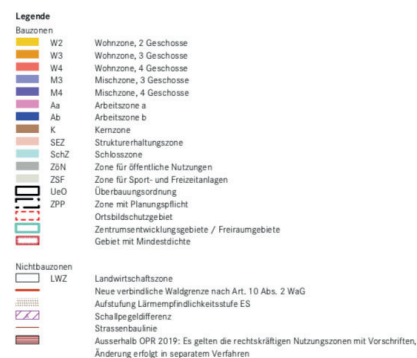 Legende
Bauzonen
W2 Wohnzone, 2 Geschosse
W3 Wohnzone, 3 Geschosse
W4 Wohnzone, 4 Geschosse
M3 Mischzone, 3 Geschosse
M4 Mischzone, 4 Geschosse
Aa Arbeitszone a
Ab Arbeitszone b
K Kernzone
SEZ Strukturerhaltungszone
SchZ Schlosszone
ZöN Zone für öffentliche Nutzungen
ZSF Zone für Sport- und Freizeitanlagen
UeO Überbauungsordnung
ZPP Zone mit Planungspflicht
Ortsbildschutzgebiet
Zentrumsentwicklungsgebiete / Freiraumgebiete
Gebiet mit Mindestdichte
Nichtbauzonen
LWZ Landwirtschaftszone
Neue verbindliche Waldgrenze nach Art. 10 Abs. 2 WaG
Aufstufung Lärmempfindlichkeitsstufe ES
Schallpegeldifferenz
Strassenbaulinie
Ausserhalb OPR 2019: Es gelten die rechtskräftigen Nutzungszonen mit Vorschriften,
Änderung erfolgt in separatem Verfahren